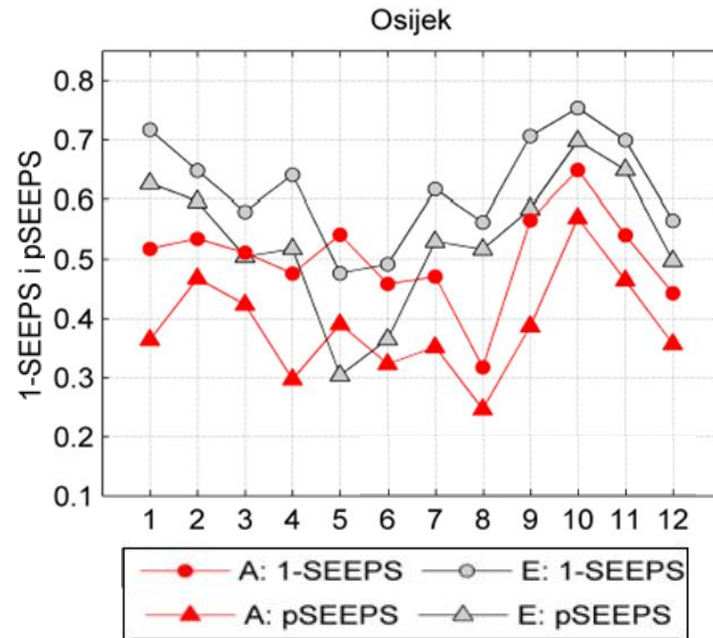 Osijek
1-SEEPS i pSEEPS
0.8
0.7
0.6
0.5
0.4
0.3
0.2
0.1
1 2 3 4 5 6 7 8 9 10 11 12
A: 1-SEEPS E: 1-SEEPS
A: pSEEPS E: pSEEPS